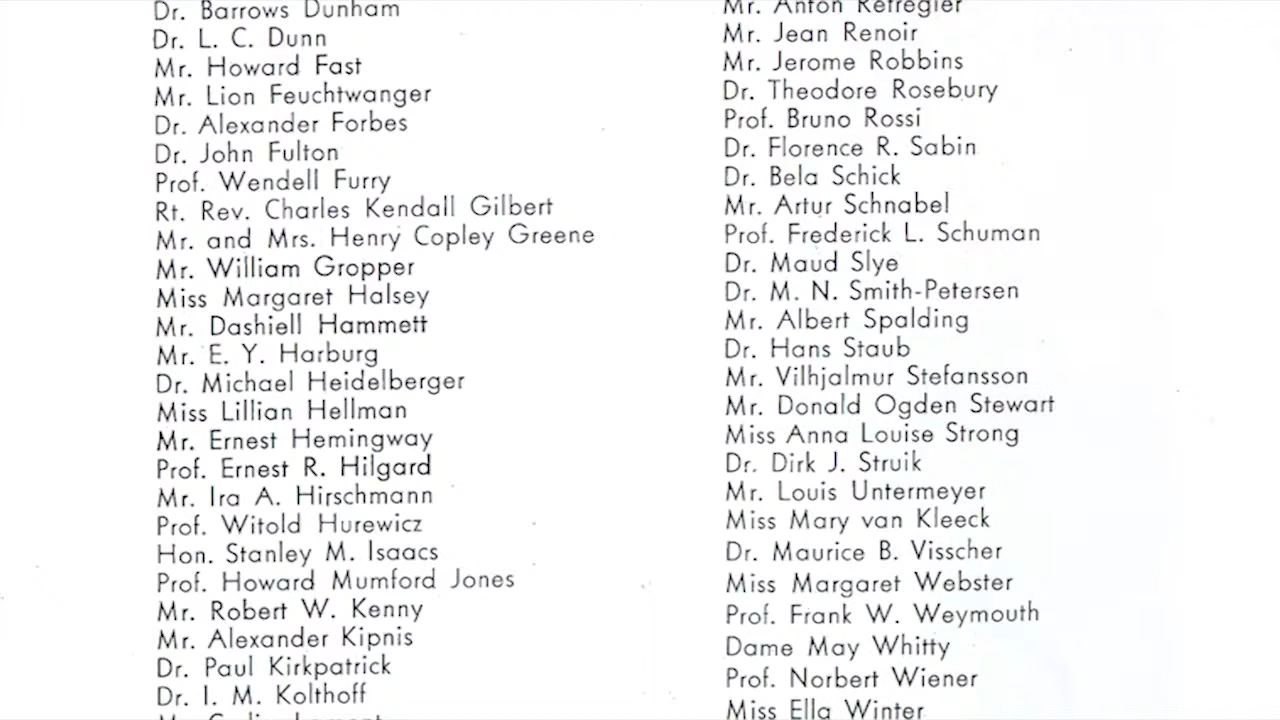 Dr. Barrows Dunham
Dr. L. C. Dunn
Mr. Howard Fast
Mr. Lion Feuchtwanger
Dr. Alexander Forbes
Dr. John Fulton
Prof. Wendell Furry
Rt. Rev. Charles Kendall Gilbert
Mr. and Mrs. Henry Copley Greene
Mr. William Gropper
Miss Margaret Halsey
Mr. Dashiell Hammett
Mr. E. Y. Harburg
Dr. Michael Heidelberger
Miss Lillian Hellman
Mr. Ernest Hemingway
Prof. Ernest R. Hilgard
Mr. Ira A. Hirschmann
Prof. Witold Hurewicz
Hon. Stanley M. Isaacs
Prof. Howard Mumford Jones
Mr. Robert W. Kenny
Mr. Alexander Kipnis
Dr. Paul Kirkpatrick
Dr. I. M. Kolthoff
Mr. Anton Refregier
Mr. Jean Renoir
Mr. Jerome Robbins
Dr. Theodore Rosebury
Prof. Bruno Rossi
Dr. Florence R. Sabin
Dr. Bela Schick
Mr. Artur Schnabel
Prof. Frederick L. Schuman
Dr. Maud Slye
Dr. M. N. Smith-Petersen
Mr. Albert Spalding
Dr. Hans Staub
Mr. Vilhjalmur Stefansson
Mr. Donald Ogden Stewart
Miss Anna Louise Strong
Dr. Dirk J. Struik
Mr. Louis Untermeyer
Miss Mary van Kleeck
Dr. Maurice B. Visscher
Miss Margaret Webster
Prof. Frank W. Weymouth
Dame May Whitty
Prof. Norbert Wiener
Miss Ella Winter